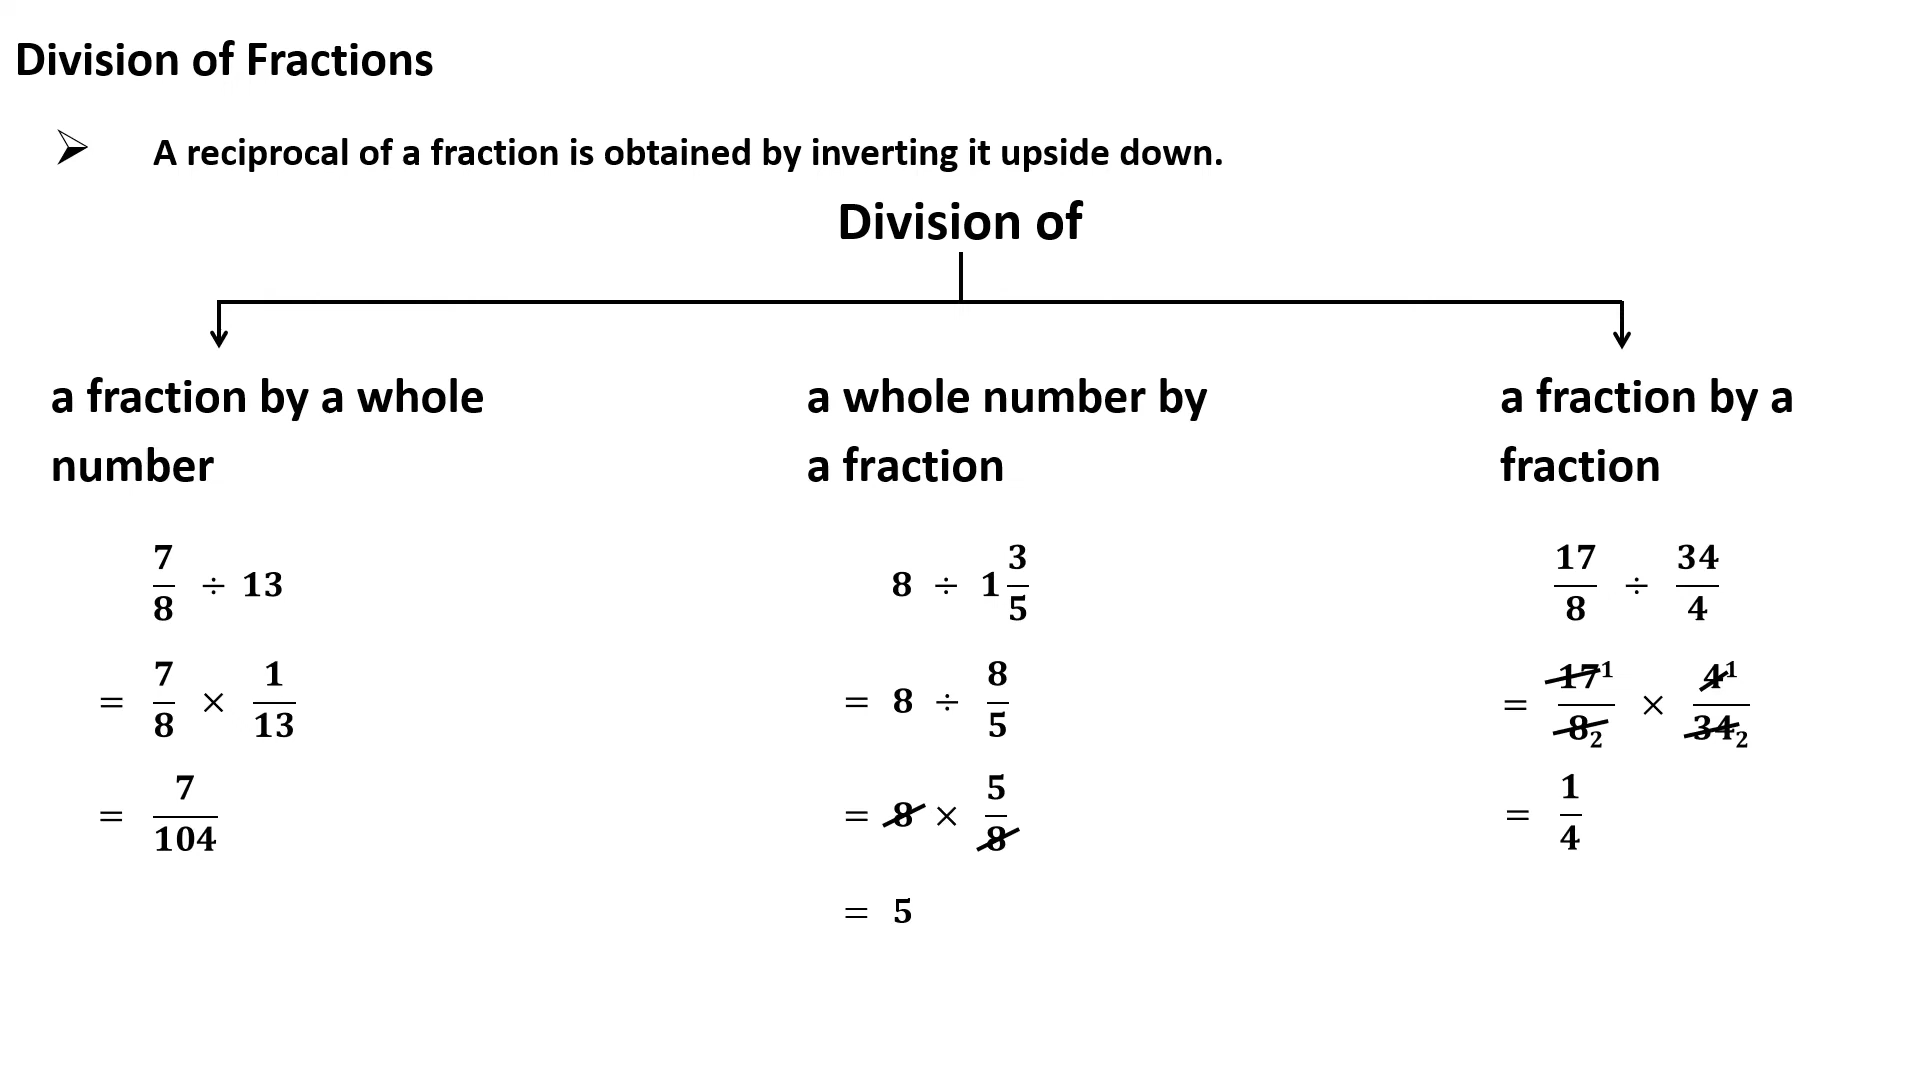 Division of Fractions
➢ A reciprocal of a fraction is obtained by inverting it upside down.
Division of
a fraction by a whole
number
7/8 ÷ 13
= 7/8 × 1/13
= 7/104
a whole number by
a fraction
8 ÷ 1 3/5
= 8 ÷ 8/5
= 8 × 5/8
= 5
a fraction by a
fraction
17/8 ÷ 34/4
= 17¹/8₂ × 4¹/34₂
= 1/4